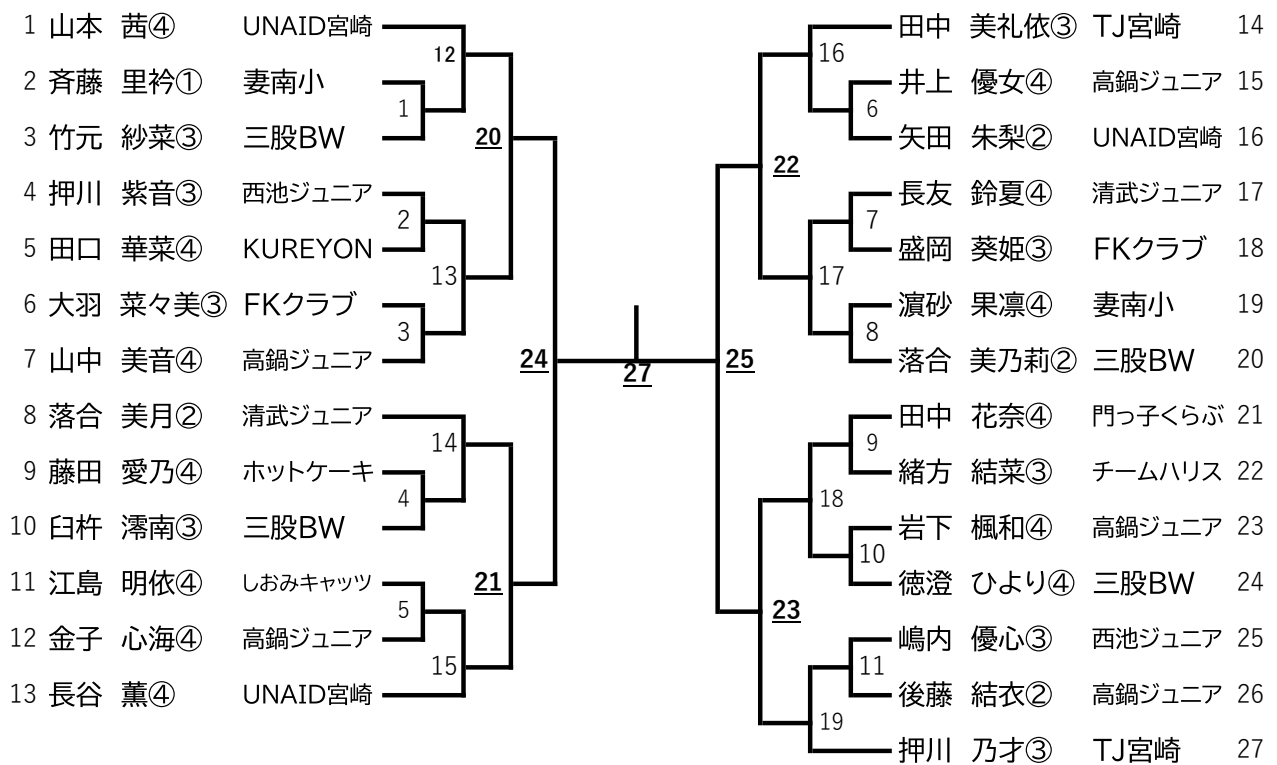 1 山本 茜④ UNAID宮崎
2 斉藤 里衿① 妻南小
3 竹元 紗菜③ 三股BW
4 押川 紫音③ 西池ジュニア
5 田口 華菜④ KUREYON
6 大羽 菜々美③ FKクラブ
7 山中 美音④ 高鍋ジュニア
8 落合 美月② 清武ジュニア
9 藤田 愛乃④ ホットケーキ
10 臼杵 澪南③ 三股BW
11 江島 明依④ しおみキャッツ
12 金子 心海④ 高鍋ジュニア
13 長谷 薫④ UNAID宮崎
12
1
20
2
13
3
24
14
4
21
5
15
27
田中 美礼依③ TJ宮崎 14
井上 優女④ 高鍋ジュニア 15
矢田 朱梨② UNAID宮崎 16
長友 鈴夏④ 清武ジュニア 17
盛岡 葵姫③ FKクラブ 18
濵砂 果凛④ 妻南小 19
落合 美乃莉② 三股BW 20
田中 花奈④ 門っ子くらぶ 21
緒方 結菜③ チームハリス 22
岩下 楓和④ 高鍋ジュニア 23
徳澄 ひより④ 三股BW 24
嶋内 優心③ 西池ジュニア 25
後藤 結衣② 高鍋ジュニア 26
押川 乃才③ TJ宮崎 27
16
6
22
7
17
8
25
9
18
10
23
11
19